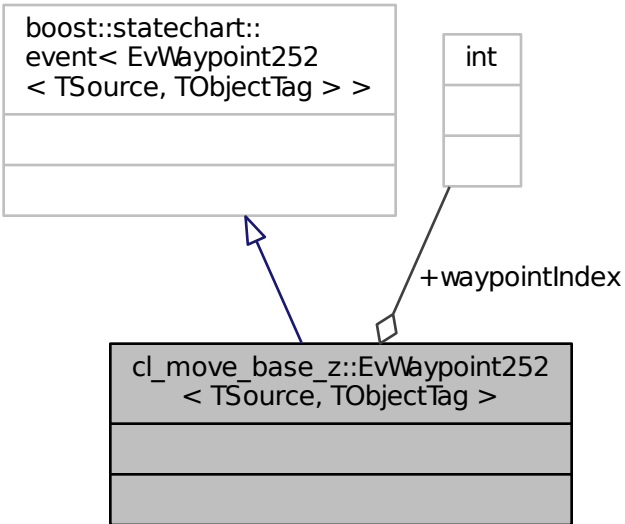 boost::statechart::
event< EvWaypoint252
< TSource, TObjectTag > >
int
+waypointIndex
cl_move_base_z::EvWaypoint252
< TSource, TObjectTag >